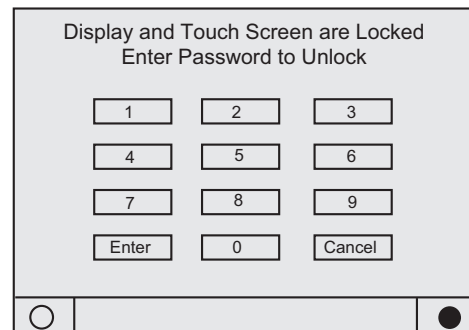 Display and Touch Screen are Locked
Enter Password to Unlock
1 2 3
4 5 6
7 8 9
Enter 0 Cancel